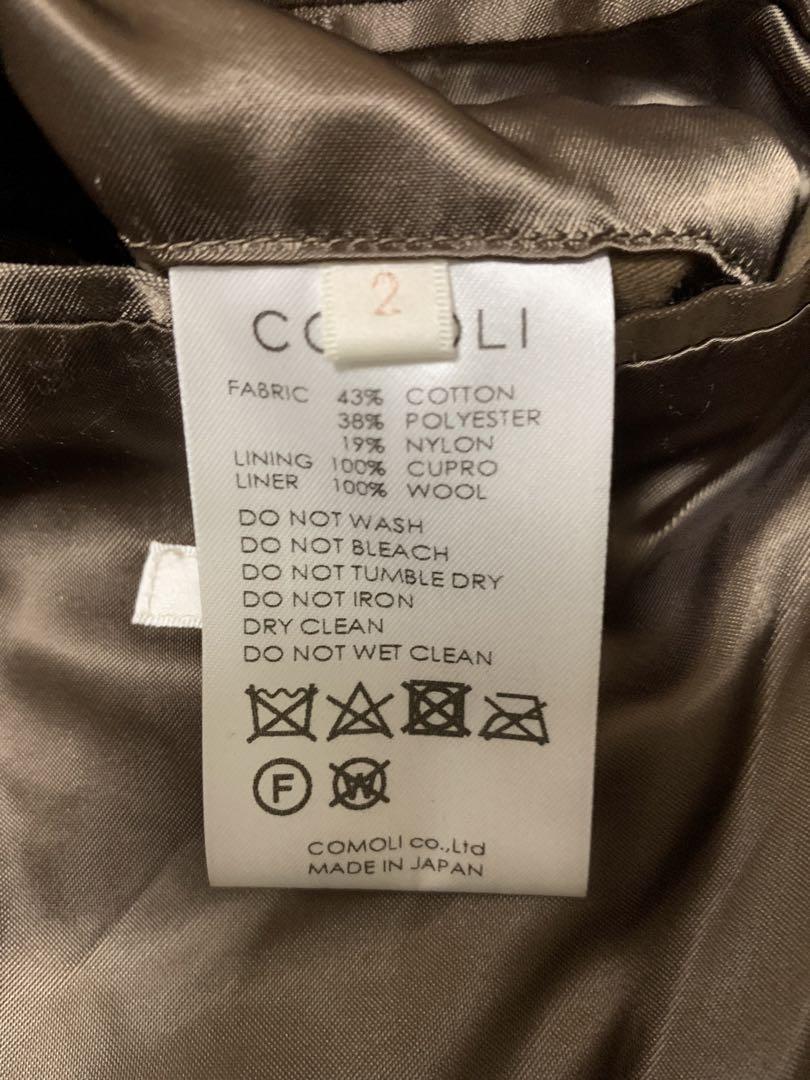 2
CO OLI
FABRIC 43% COTTON
38% POLYESTER
19% NYLON
LINING 100% CUPRO
LINER 100% WOOL
DO NOT WASH
DO NOT BLEACH
DO NOT TUMBLE DRY
DO NOT IRON
DRY CLEAN
DO NOT WET CLEAN
F W
COMOLI co.,Ltd
MADE IN JAPAN